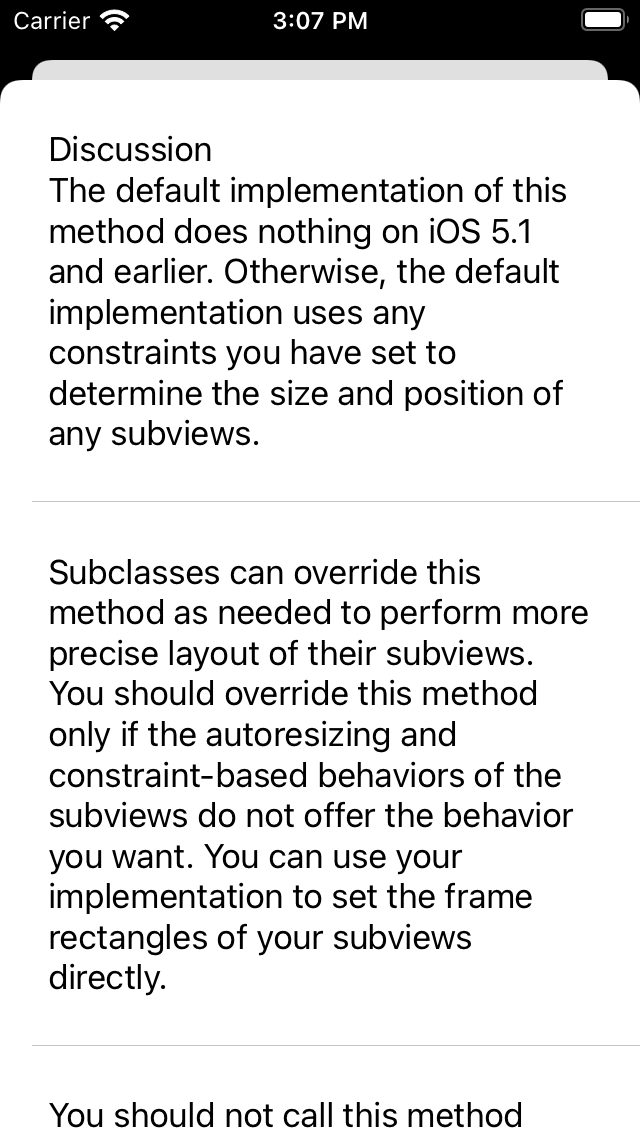 Carrier 3:07 PM
Discussion
The default implementation of this
method does nothing on iOS 5.1
and earlier. Otherwise, the default
implementation uses any
constraints you have set to
determine the size and position of
any subviews.
Subclasses can override this
method as needed to perform more
precise layout of their subviews.
You should override this method
only if the autoresizing and
constraint-based behaviors of the
subviews do not offer the behavior
you want. You can use your
implementation to set the frame
rectangles of your subviews
directly.
You should not call this method